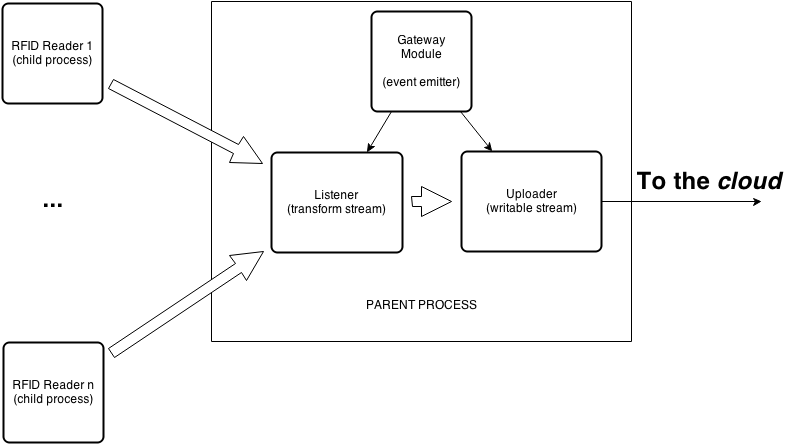 RFID Reader 1
(child process)
Gateway
Module
(event emitter)
Listener
(transform stream)
Uploader
(writable stream)
To the cloud
...
PARENT PROCESS
RFID Reader n
(child process)